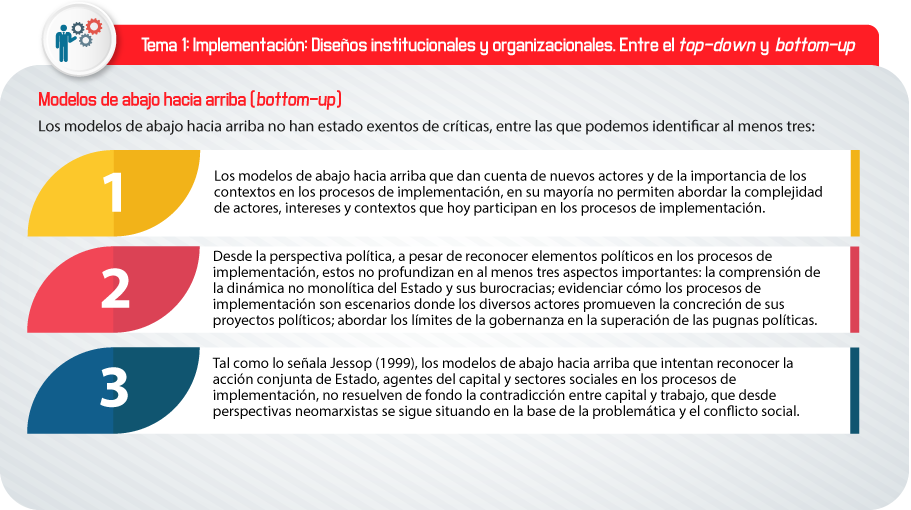 Tema 1: Implementación: Diseños institucionales y organizacionales. Entre el top-down y bottom-up
Modelos de abajo hacia arriba (bottom-up)
Los modelos de abajo hacia arriba no han estado exentos de críticas, entre las que podemos identificar al menos tres:
1
Los modelos de abajo hacia arriba que dan cuenta de nuevos actores y de la importancia de los
contextos en los procesos de implementación, en su mayoría no permiten abordar la complejidad
de actores, intereses y contextos que hoy participan en los procesos de implementación.
2
Desde la perspectiva política, a pesar de reconocer elementos políticos en los procesos de
implementación, estos no profundizan en al menos tres aspectos importantes: la comprensión de
la dinámica no monolítica del Estado y sus burocracias; evidenciar cómo los procesos de
implementación son escenarios donde los diversos actores promueven la concreción de sus
proyectos políticos; abordar los límites de la gobernanza en la superación de las pugnas políticas.
3
Tal como lo señala Jessop (1999), los modelos de abajo hacia arriba que intentan reconocer la
acción conjunta de Estado, agentes del capital y sectores sociales en los procesos de
implementación, no resuelven de fondo la contradicción entre capital y trabajo, que desde
perspectivas neomarxistas se sigue situando en la base de la problemática y el conflicto social.